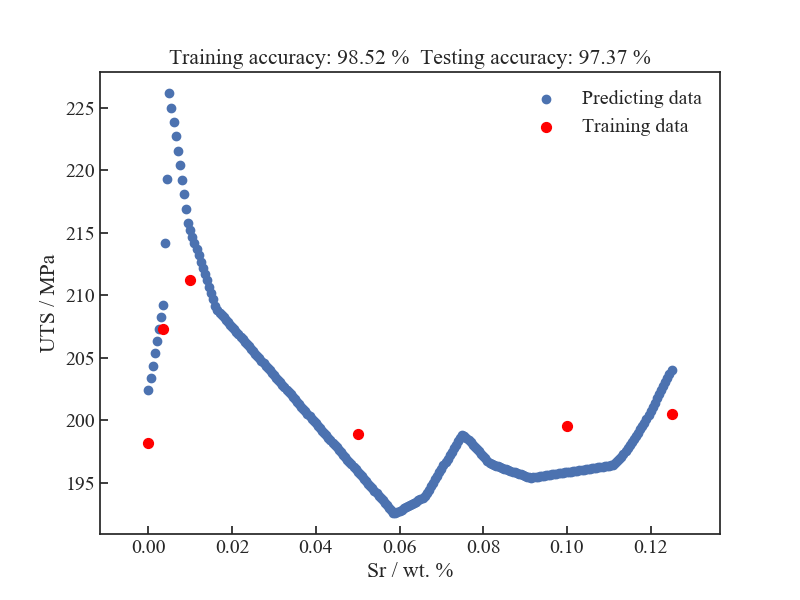 Training accuracy: 98.52 %  Testing accuracy: 97.37 %
Predicting data
Training data
UTS / MPa
225
220
215
210
205
200
195
0.00 0.02 0.04 0.06 0.08 0.10 0.12
Sr / wt. %